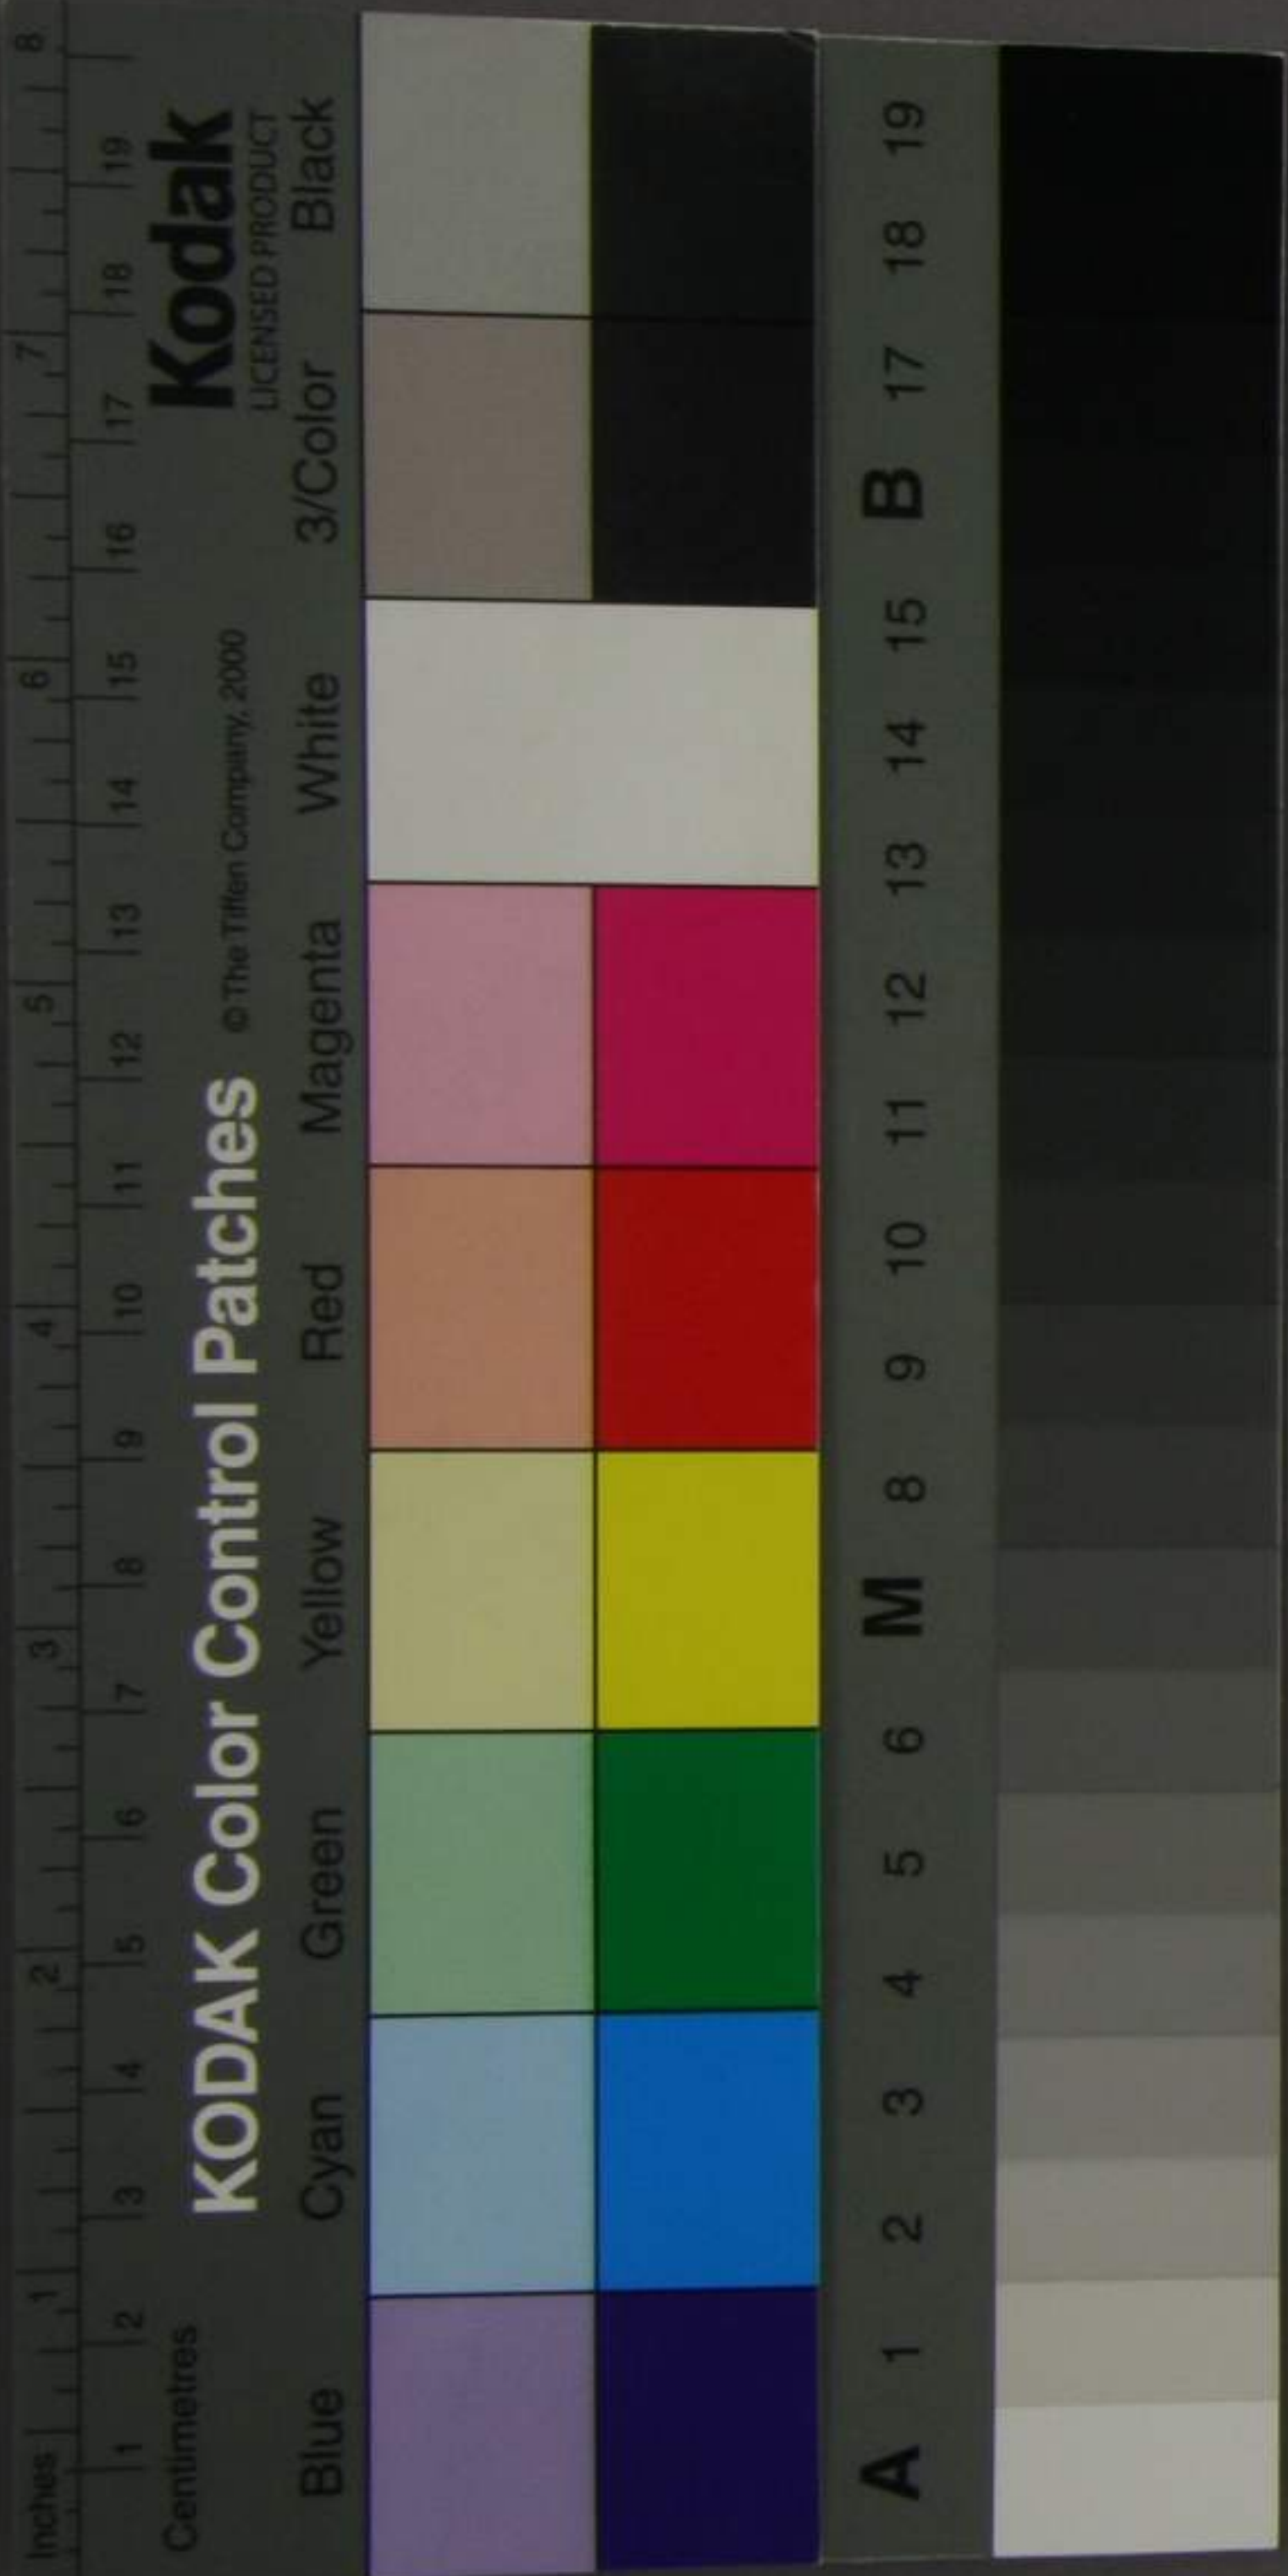 Inches 1 2 3 4 5 6 7 8
Centimetres 1 2 3 4 5 6 7 8 9 10 11 12 13 14 15 16 17 18 19
KODAK Color Control Patches © The Tiffen Company, 2000
Kodak
LICENSED PRODUCT
Blue Cyan Green Yellow Red Magenta White 3/Color Black
A 1 2 3 4 5 6 M 8 9 10 11 12 13 14 15 B 17 18 19